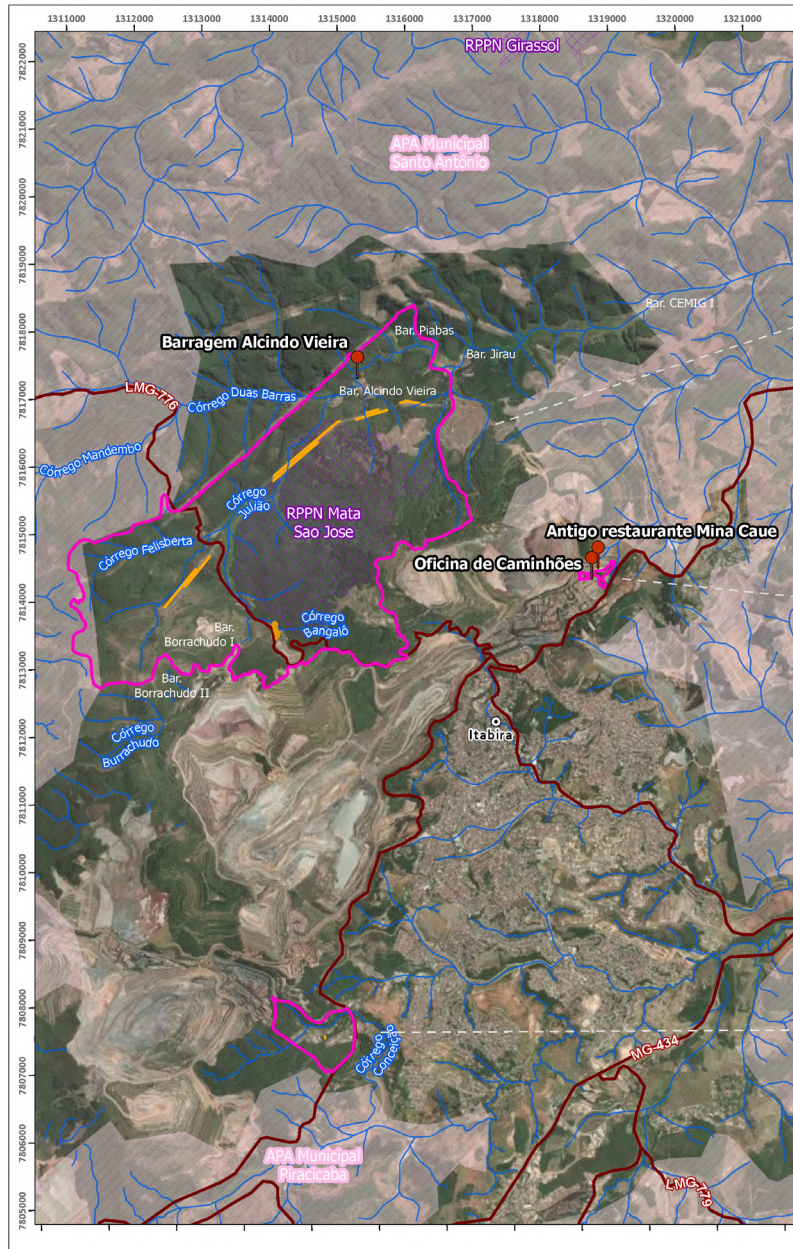 1311000
1312000
1313000
1314000
1315000
1316000
1317000
1318000
1319000
1320000
1321000
7822000
7821000
7820000
7819000
7818000
7817000
7816000
7815000
7814000
7813000
7812000
7811000
7810000
7809000
7808000
7807000
7806000
7805000
RPPN Girassol
APA Municipal
Santo Antônio
Bar. CEMIG I
Bar. Piabas
Barragem Alcindo Vieira
Bar. Jirau
LMG-776
Córrego Duas Barras
Bar. Alcindo Vieira
Córrego Mandembo
Córrego
Julião
RPPN Mata
Sao Jose
Antigo restaurante Mina Caue
Córrego Felisberta
Oficina de Caminhões
Córrego
Bangalô
Bar.
Borrachudo I
Bar.
Borrachudo II
Córrego
Burrachudo
Itabira
Córrego
Conceição
MG-434
APA Municipal
Piracicaba
LMG-779